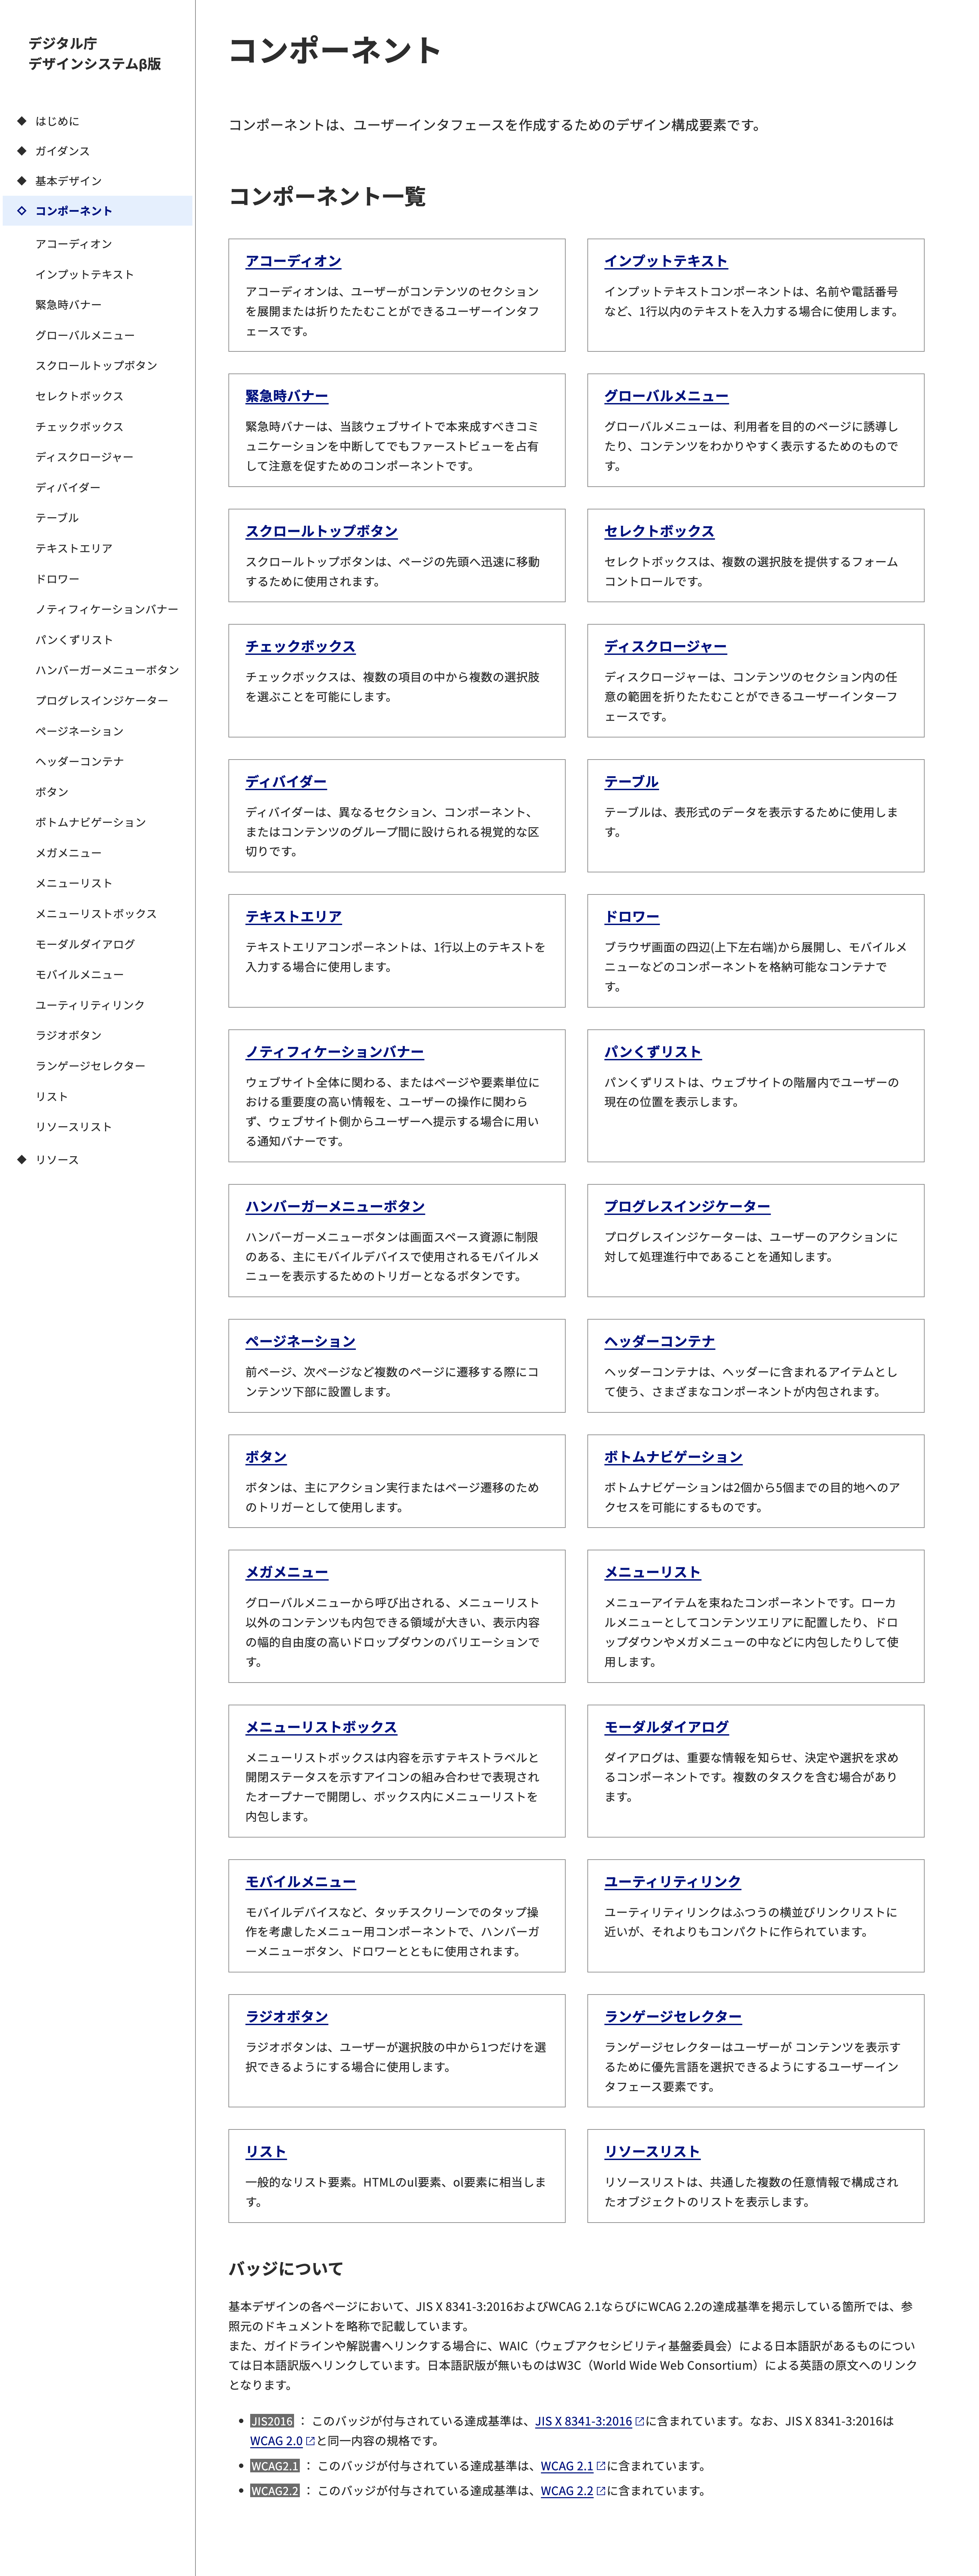 デジタル庁
デザインシステムβ版
◆ はじめに
◆ ガイダンス
◆ 基本デザイン
◇ コンポーネント
アコーディオン
インプットテキスト
緊急時バナー
グローバルメニュー
スクロールトップボタン
セレクトボックス
チェックボックス
ディスクロージャー
ディバイダー
テーブル
テキストエリア
ドロワー
ノティフィケーションバナー
パンくずリスト
ハンバーガーメニューボタン
プログレスインジケーター
ページネーション
ヘッダーコンテナ
ボタン
ボトムナビゲーション
メガメニュー
メニューリスト
メニューリストボックス
モーダルダイアログ
モバイルメニュー
ユーティリティリンク
ラジオボタン
ランゲージセレクター
リスト
リソースリスト
◆ リソース
コンポーネント
コンポーネントは、ユーザーインタフェースを作成するためのデザイン構成要素です。
コンポーネント一覧
アコーディオン
アコーディオンは、ユーザーがコンテンツのセクション
を展開または折りたたむことができるユーザーインタフ
ェースです。
インプットテキスト
インプットテキストコンポーネントは、名前や電話番号
など、1行以内のテキストを入力する場合に使用します。
緊急時バナー
緊急時バナーは、当該ウェブサイトで本来成すべきコミ
ュニケーションを中断してでもファーストビューを占有
して注意を促すためのコンポーネントです。
グローバルメニュー
グローバルメニューは、利用者を目的のページに誘導し
たり、コンテンツをわかりやすく表示するためのもので
す。
スクロールトップボタン
スクロールトップボタンは、ページの先頭へ迅速に移動
するために使用されます。
セレクトボックス
セレクトボックスは、複数の選択肢を提供するフォーム
コントロールです。
チェックボックス
チェックボックスは、複数の項目の中から複数の選択肢
を選ぶことを可能にします。
ディスクロージャー
ディスクロージャーは、コンテンツのセクション内の任
意の範囲を折りたたむことができるユーザーインターフ
ェースです。
ディバイダー
ディバイダーは、異なるセクション、コンポーネント、
またはコンテンツのグループ間に設けられる視覚的な区
切りです。
テーブル
テーブルは、表形式のデータを表示するために使用しま
す。
テキストエリア
テキストエリアコンポーネントは、1行以上のテキストを
入力する場合に使用します。
ドロワー
ブラウザ画面の四辺(上下左右端)から展開し、モバイルメ
ニューなどのコンポーネントを格納可能なコンテナで
す。
ノティフィケーションバナー
ウェブサイト全体に関わる、またはページや要素単位に
おける重要度の高い情報を、ユーザーの操作に関わら
ず、ウェブサイト側からユーザーへ提示する場合に用い
る通知バナーです。
パンくずリスト
パンくずリストは、ウェブサイトの階層内でユーザーの
現在の位置を表示します。
ハンバーガーメニューボタン
ハンバーガーメニューボタンは画面スペース資源に制限
のある、主にモバイルデバイスで使用されるモバイルメ
ニューを表示するためのトリガーとなるボタンです。
プログレスインジケーター
プログレスインジケーターは、ユーザーのアクションに
対して処理進行中であることを通知します。
ページネーション
前ページ、次ページなど複数のページに遷移する際にコ
ンテンツ下部に設置します。
ヘッダーコンテナ
ヘッダーコンテナは、ヘッダーに含まれるアイテムとし
て使う、さまざまなコンポーネントが内包されます。
ボタン
ボタンは、主にアクション実行またはページ遷移のため
のトリガーとして使用します。
ボトムナビゲーション
ボトムナビゲーションは2個から5個までの目的地へのア
クセスを可能にするものです。
メガメニュー
グローバルメニューから呼び出される、メニューリスト
以外のコンテンツも内包できる領域が大きい、表示内容
の幅的自由度の高いドロップダウンのバリエーションで
す。
メニューリスト
メニューアイテムを束ねたコンポーネントです。ローカ
ルメニューとしてコンテンツエリアに配置したり、ドロ
ップダウンやメガメニューの中などに内包したりして使
用します。
メニューリストボックス
メニューリストボックスは内容を示すテキストラベルと
開閉ステータスを示すアイコンの組み合わせで表現され
たオープナーで開閉し、ボックス内にメニューリストを
内包します。
モーダルダイアログ
ダイアログは、重要な情報を知らせ、決定や選択を求め
るコンポーネントです。複数のタスクを含む場合があり
ます。
モバイルメニュー
モバイルデバイスなど、タッチスクリーンでのタップ操
作を考慮したメニュー用コンポーネントで、ハンバーガ
ーメニューボタン、ドロワーとともに使用されます。
ユーティリティリンク
ユーティリティリンクはふつうの横並びリンクリストに
近いが、それよりもコンパクトに作られています。
ラジオボタン
ラジオボタンは、ユーザーが選択肢の中から1つだけを選
択できるようにする場合に使用します。
ランゲージセレクター
ランゲージセレクターはユーザーが コンテンツを表示す
るために優先言語を選択できるようにするユーザーイン
タフェース要素です。
リスト
一般的なリスト要素。HTMLのul要素、ol要素に相当しま
す。
リソースリスト
リソースリストは、共通した複数の任意情報で構成され
たオブジェクトのリストを表示します。
バッジについて
基本デザインの各ページにおいて、JIS X 8341-3:2016およびWCAG 2.1ならびにWCAG 2.2の達成基準を掲示している箇所では、参
照元のドキュメントを略称で記載しています。
また、ガイドラインや解説書へリンクする場合に、WAIC（ウェブアクセシビリティ基盤委員会）による日本語訳があるものについ
ては日本語訳版へリンクしています。日本語訳版が無いものはW3C（World Wide Web Consortium）による英語の原文へのリンク
となります。
• JIS2016 ： このバッジが付与されている達成基準は、JIS X 8341-3:2016に含まれています。なお、JIS X 8341-3:2016は
WCAG 2.0と同一内容の規格です。
• WCAG2.1 ： このバッジが付与されている達成基準は、WCAG 2.1に含まれています。
• WCAG2.2 ： このバッジが付与されている達成基準は、WCAG 2.2に含まれています。